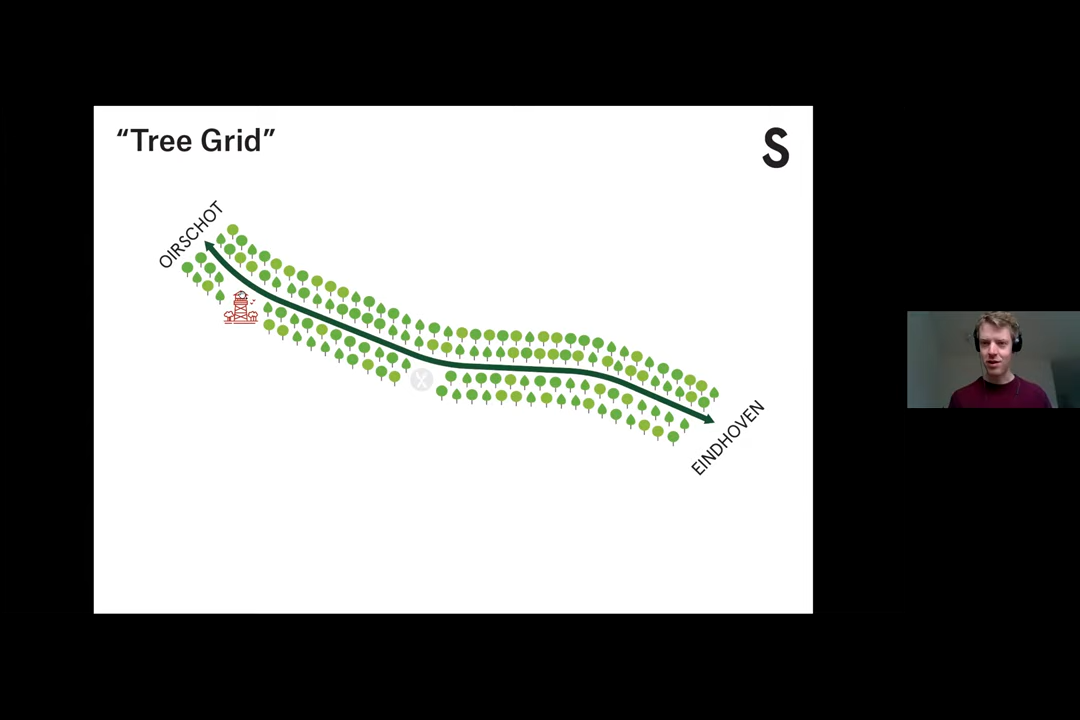 “Tree Grid”
S
OIRSCHOT
X
EINDHOVEN